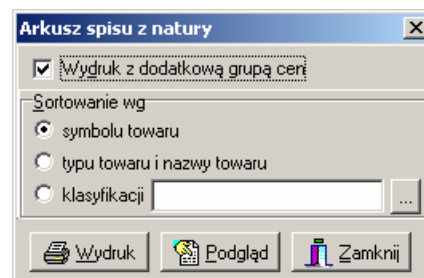 Arkusz spisu z natury
Wydruk z dodatkową grupą cen
Sortowanie wg
symbolu towaru
typu towaru i nazwy towaru
klasyfikacji ...
Wydruk Podgląd Zamknij